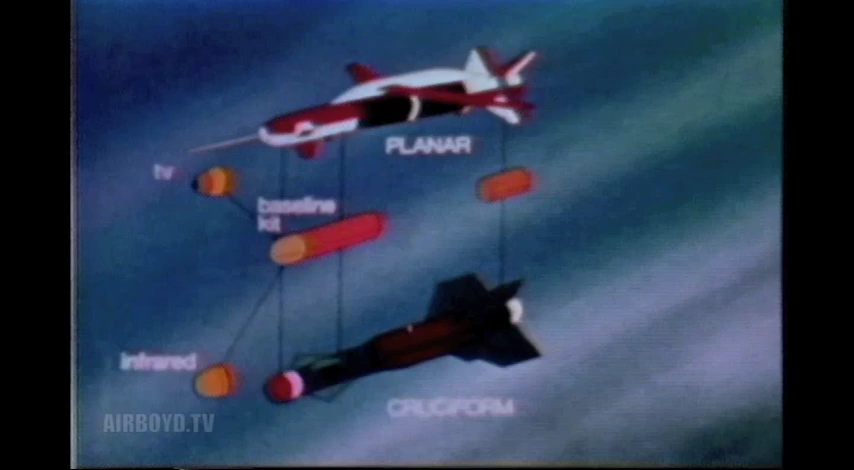 PLANAR
tv
baseline
kit
infrared
CRUCIFORM
AIRBOYD.TV